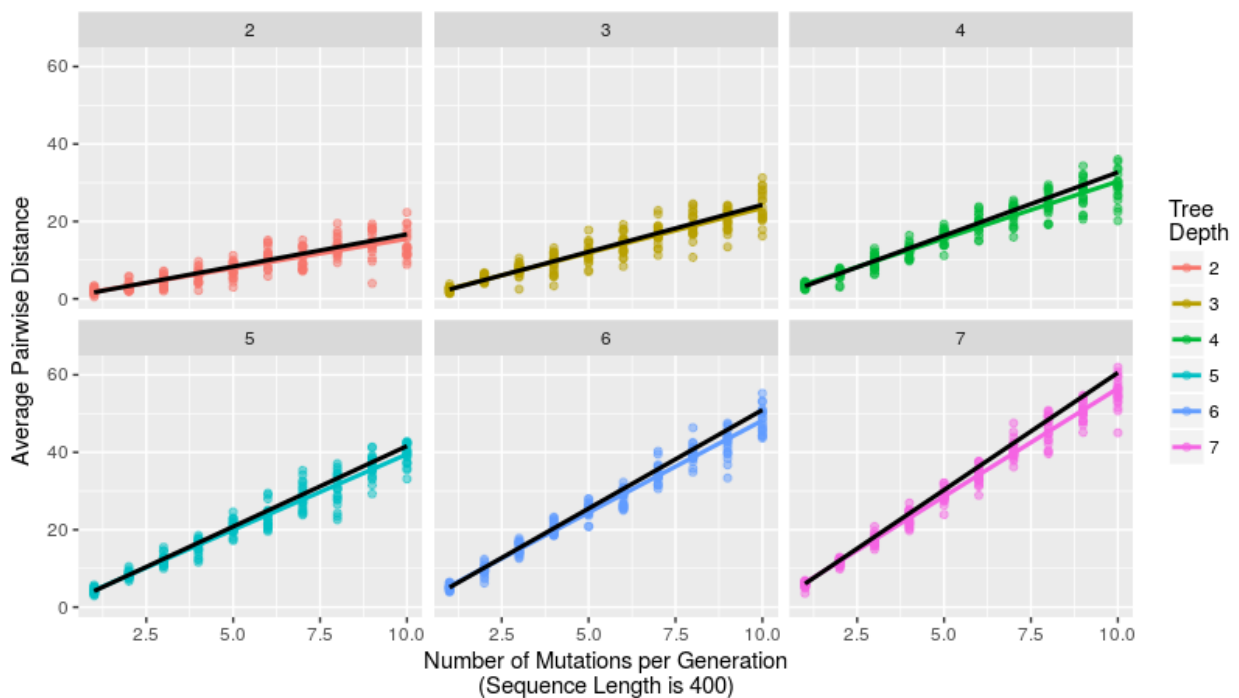 2 3 4
60
40
20
0
Average Pairwise Distance
5 6 7
60
40
20
0
2.5 5.0 7.5 10.0 2.5 5.0 7.5 10.0 2.5 5.0 7.5 10.0
Number of Mutations per Generation
(Sequence Length is 400)
Tree
Depth
2
3
4
5
6
7